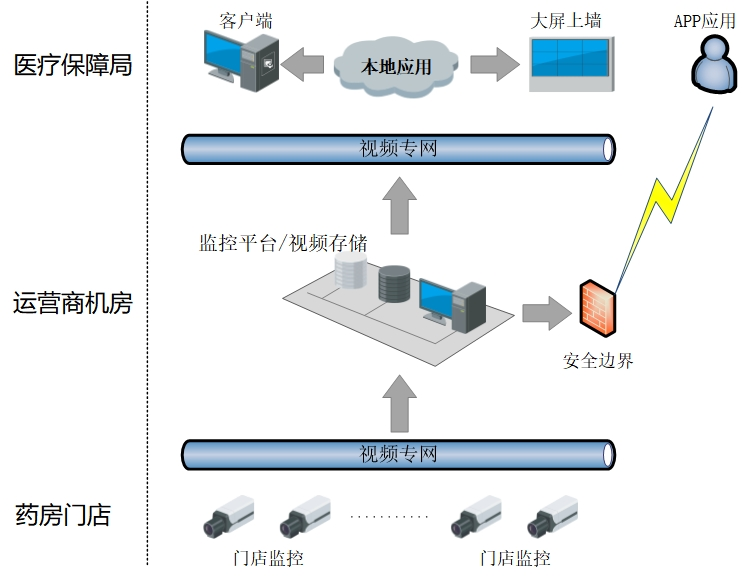 客户端
大屏上墙
APP应用
医疗保障局
本地应用
视频专网
监控平台/视频存储
运营商机房
安全边界
视频专网
药房门店
门店监控
门店监控